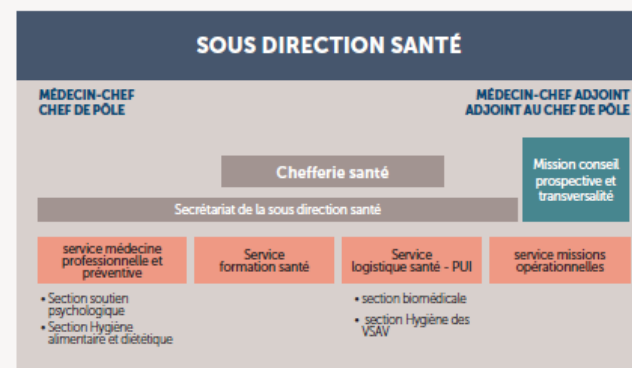 SOUS DIRECTION SANTÉ
MÉDECIN-CHEF
CHEF DE PÔLE
MÉDECIN-CHEF ADJOINT
ADJOINT AU CHEF DE PÔLE
Mission conseil
prospective et
transversalité
Chefferie santé
Secrétariat de la sous direction santé
service médecine
professionnelle et
préventive
Service
formation santé
Service
logistique santé - PUI
service missions
opérationnelles
• Section soutien
psychologique
• Section Hygiène
alimentaire et diététique
• section biomédicale
• section Hygiène des
VSAV